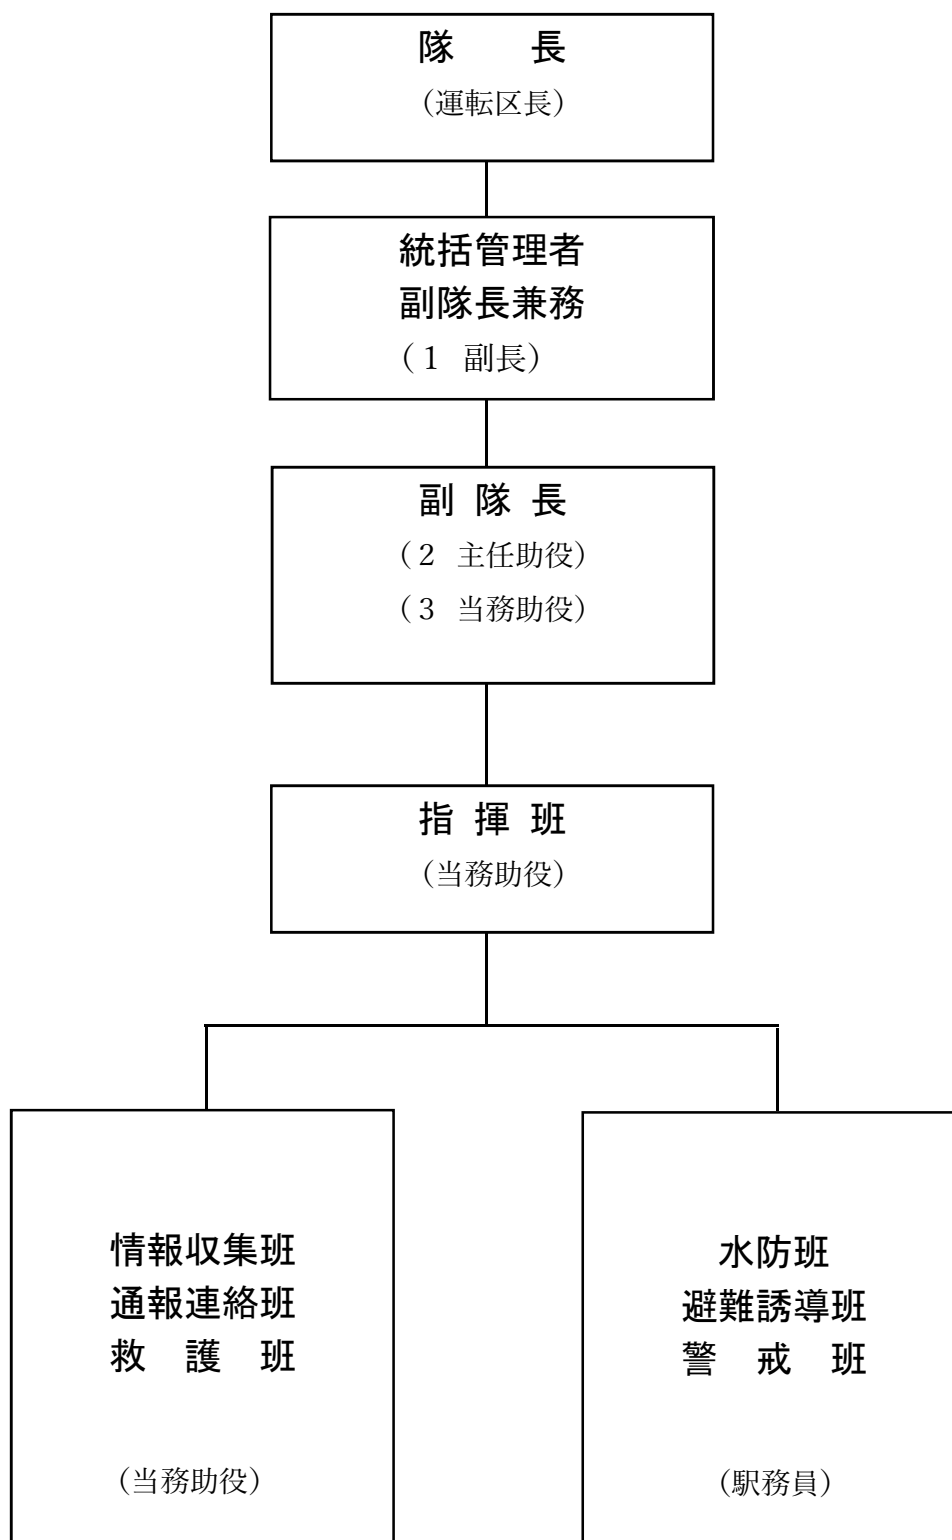 隊　　長
（運転区長）
統括管理者
副隊長兼務
（１ 副長）
副 隊 長
（２ 主任助役）
（３ 当務助役）
指 揮 班
（当務助役）
情報収集班
通報連絡班
救　護　班
（当務助役）
水防班
避難誘導班
警　戒　班
（駅務員）